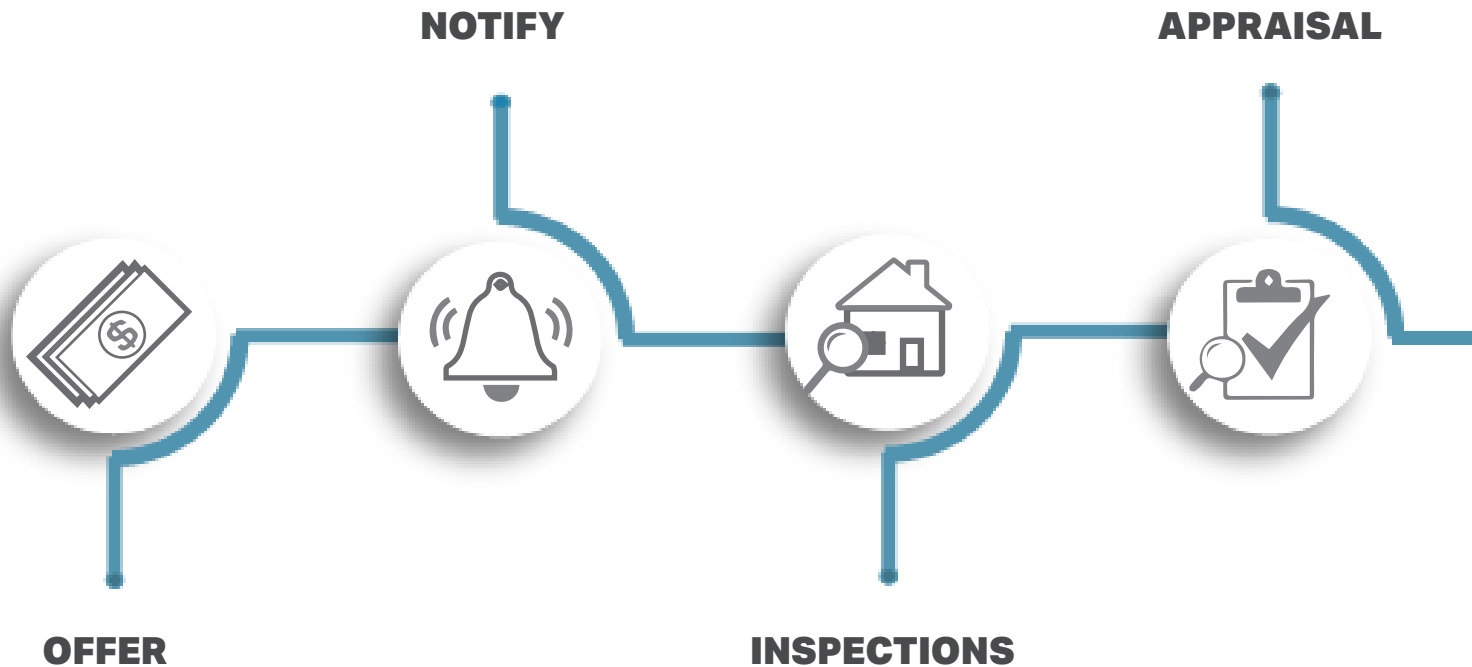 NOTIFY
APPRAISAL
$
OFFER
INSPECTIONS